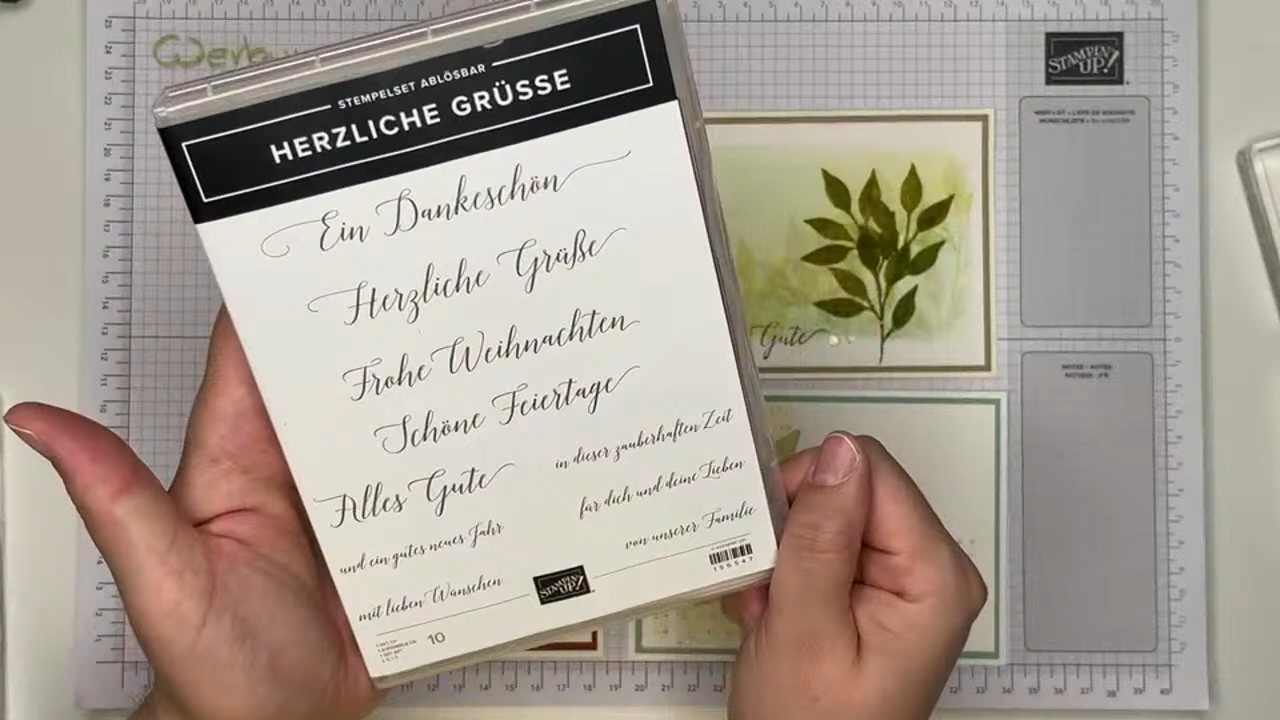 STEMPELSET ABLÖSBAR
HERZLICHE GRÜSSE
Ein Dankeschön
Herzliche Grüße
Frohe Weihnachten
Schöne Feiertage
Alles Gute
in dieser zauberhaften Zeit
für dich und deine Lieben
von unserer Familie
und ein gutes neues Jahr
mit lieben Wünschen
STAMPIN' UP!
10
156547
STAMPIN' UP!
Gute